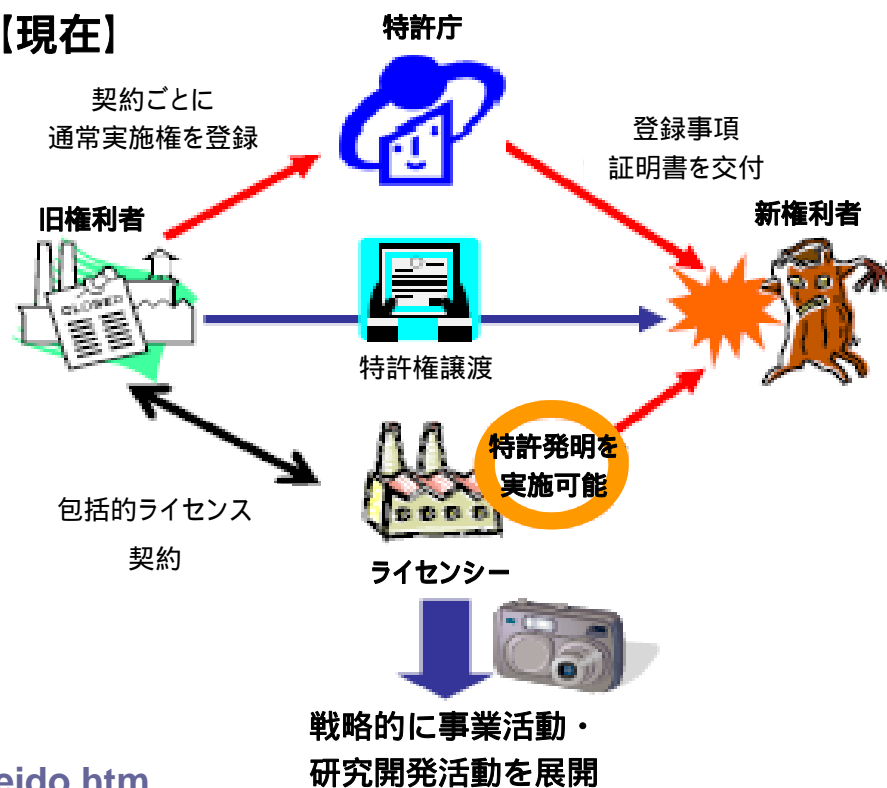 【現在】
特許庁
契約ごとに
通常実施権を登録
登録事項
証明書を交付
旧権利者
新権利者
CLOSED
特許権譲渡
特許発明を
実施可能
包括的ライセンス
契約
ライセンシー
戦略的に事業活動・
研究開発活動を展開
eido.htm